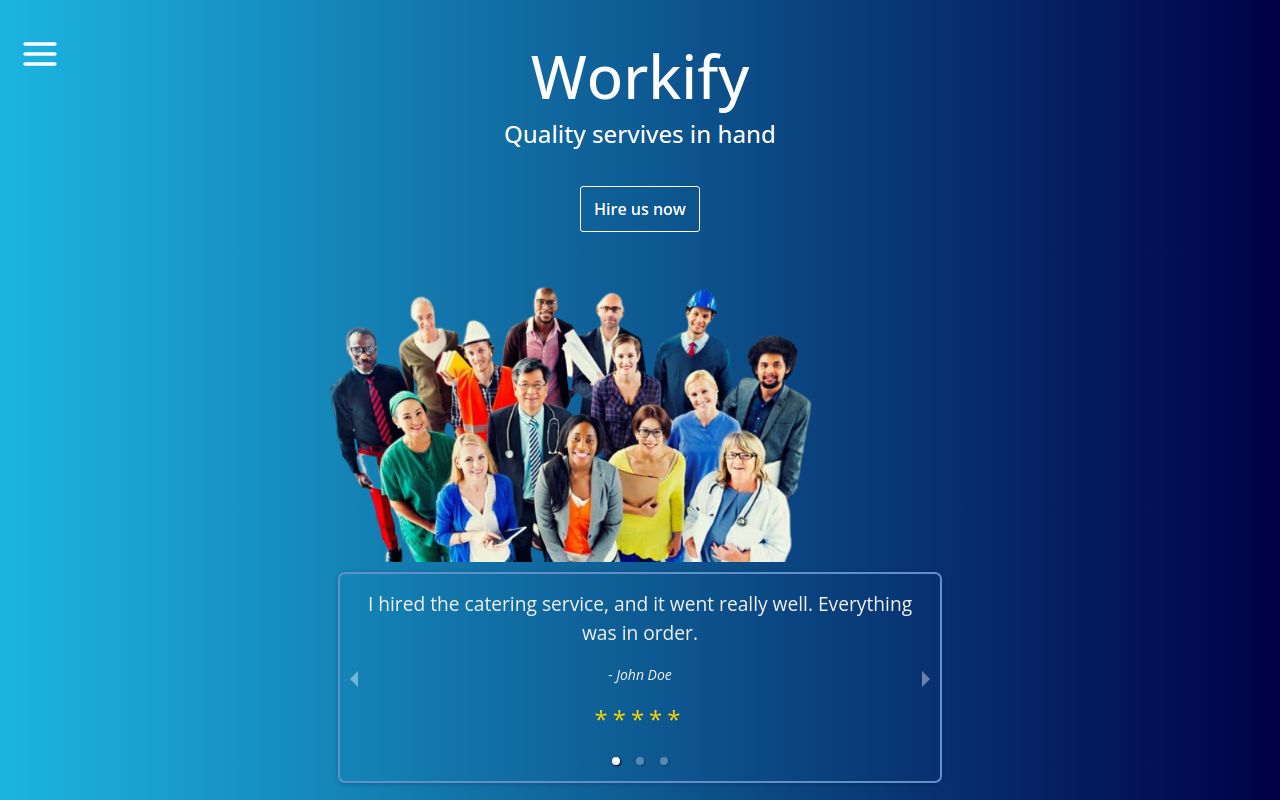 Workify
Quality servives in hand
Hire us now
I hired the catering service, and it went really well. Everything
was in order.
- John Doe
* * * * *